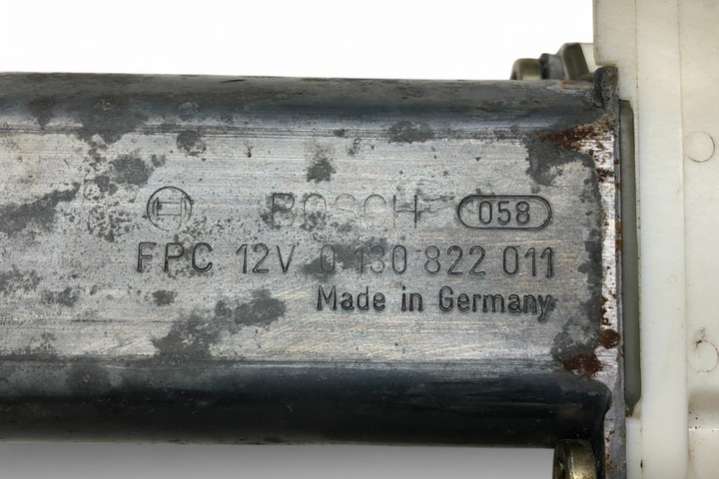 BOSCH 058
FPC 12V 0 130 822 011
Made in Germany